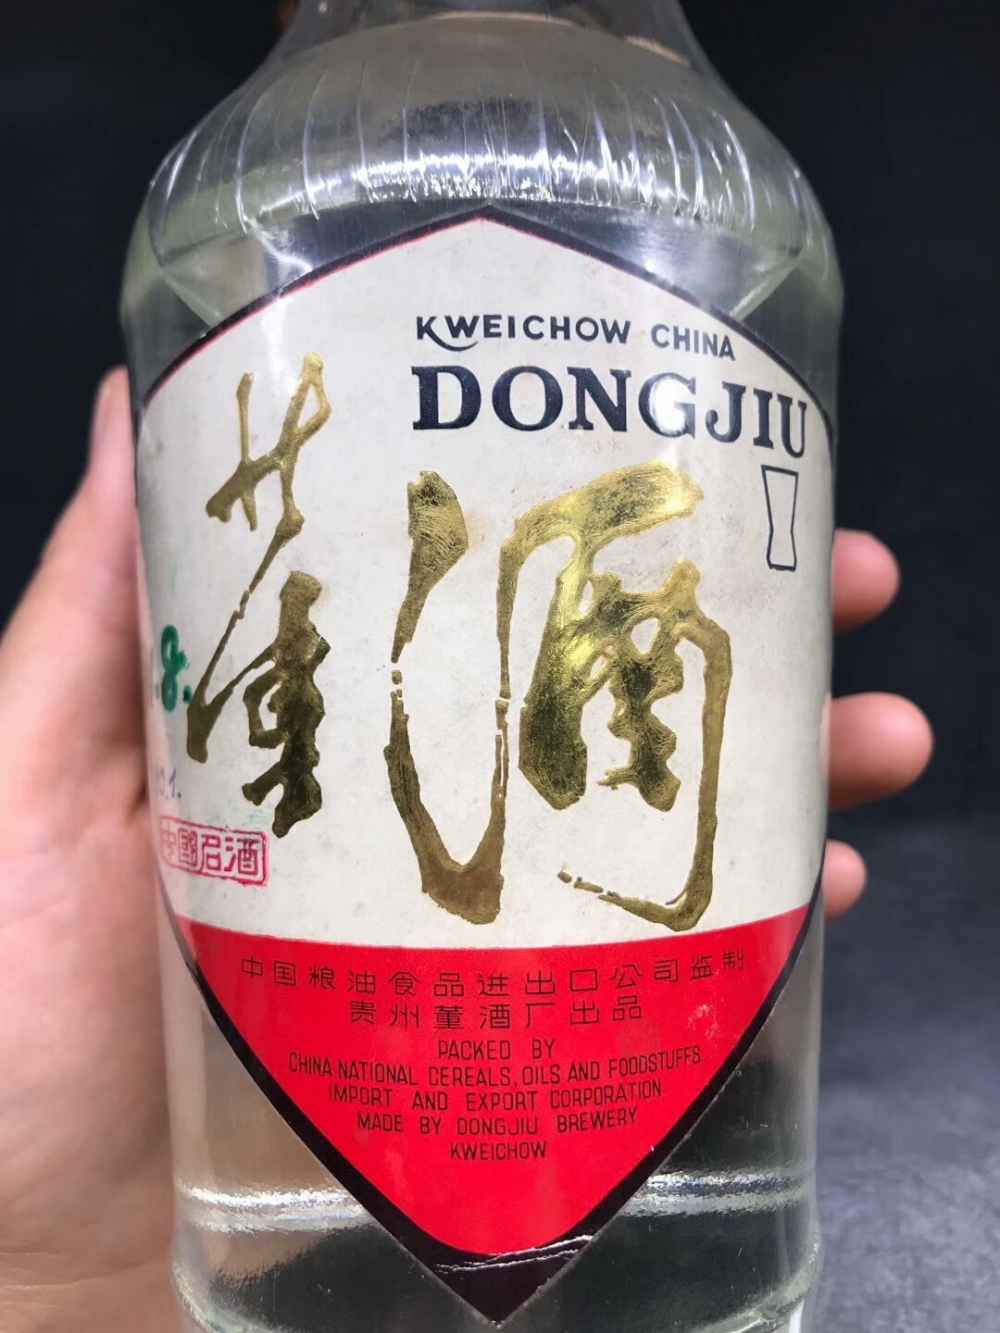 KWEICHOW CHINA
DONGJIU
董酒
.8.
中國名酒
中国粮油食品进出口公司监制
贵州董酒厂出品
PACKED BY
CHINA NATIONAL CEREALS, OILS AND FOODSTUFFS
IMPORT AND EXPORT CORPORATION
MADE BY DONGJIU BREWERY
KWEICHOW